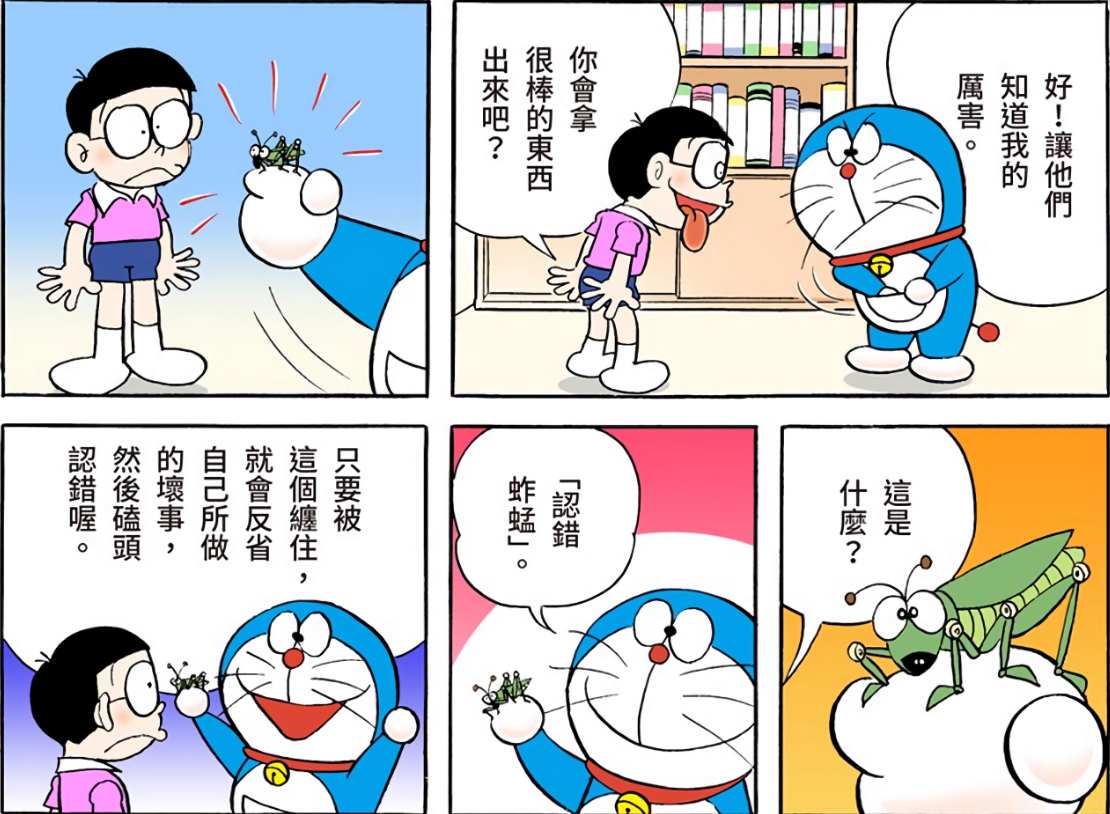 好！讓他們
知道我的
厲害。
你會拿
很棒的東西
出來吧？
這是
什麼？
「認錯
蚱蜢」。
只要被
這個纏住，
就會反省
自己所做
的壞事，
然後磕頭
認錯喔。